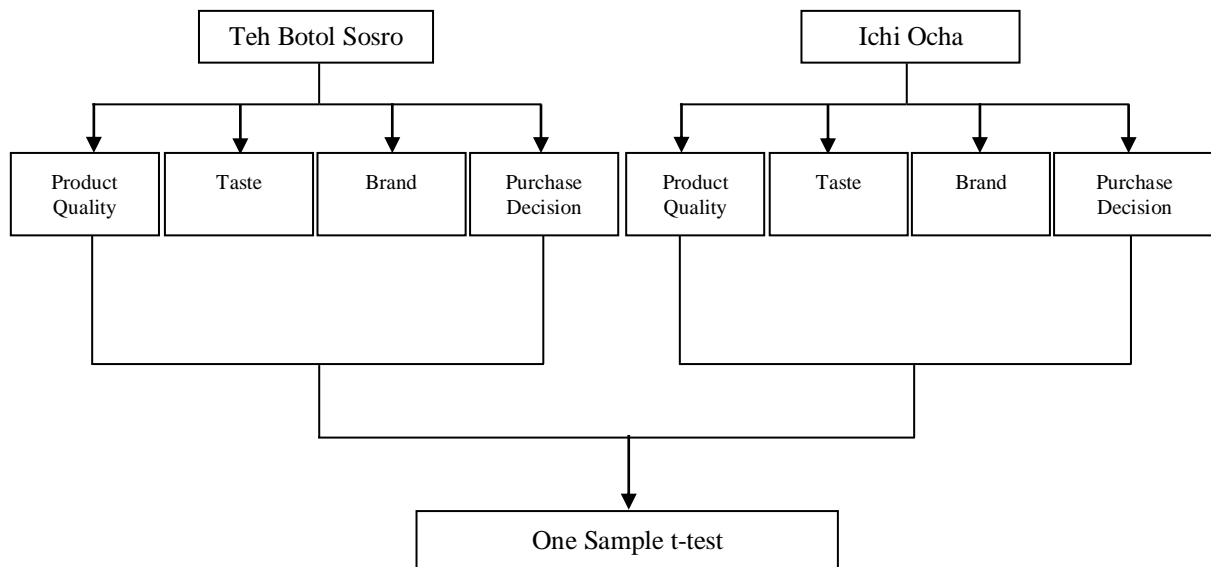 Teh Botol Sosro
Ichi Ocha
Product
Quality
Taste
Brand
Purchase
Decision
Product
Quality
Taste
Brand
Purchase
Decision
One Sample t-test